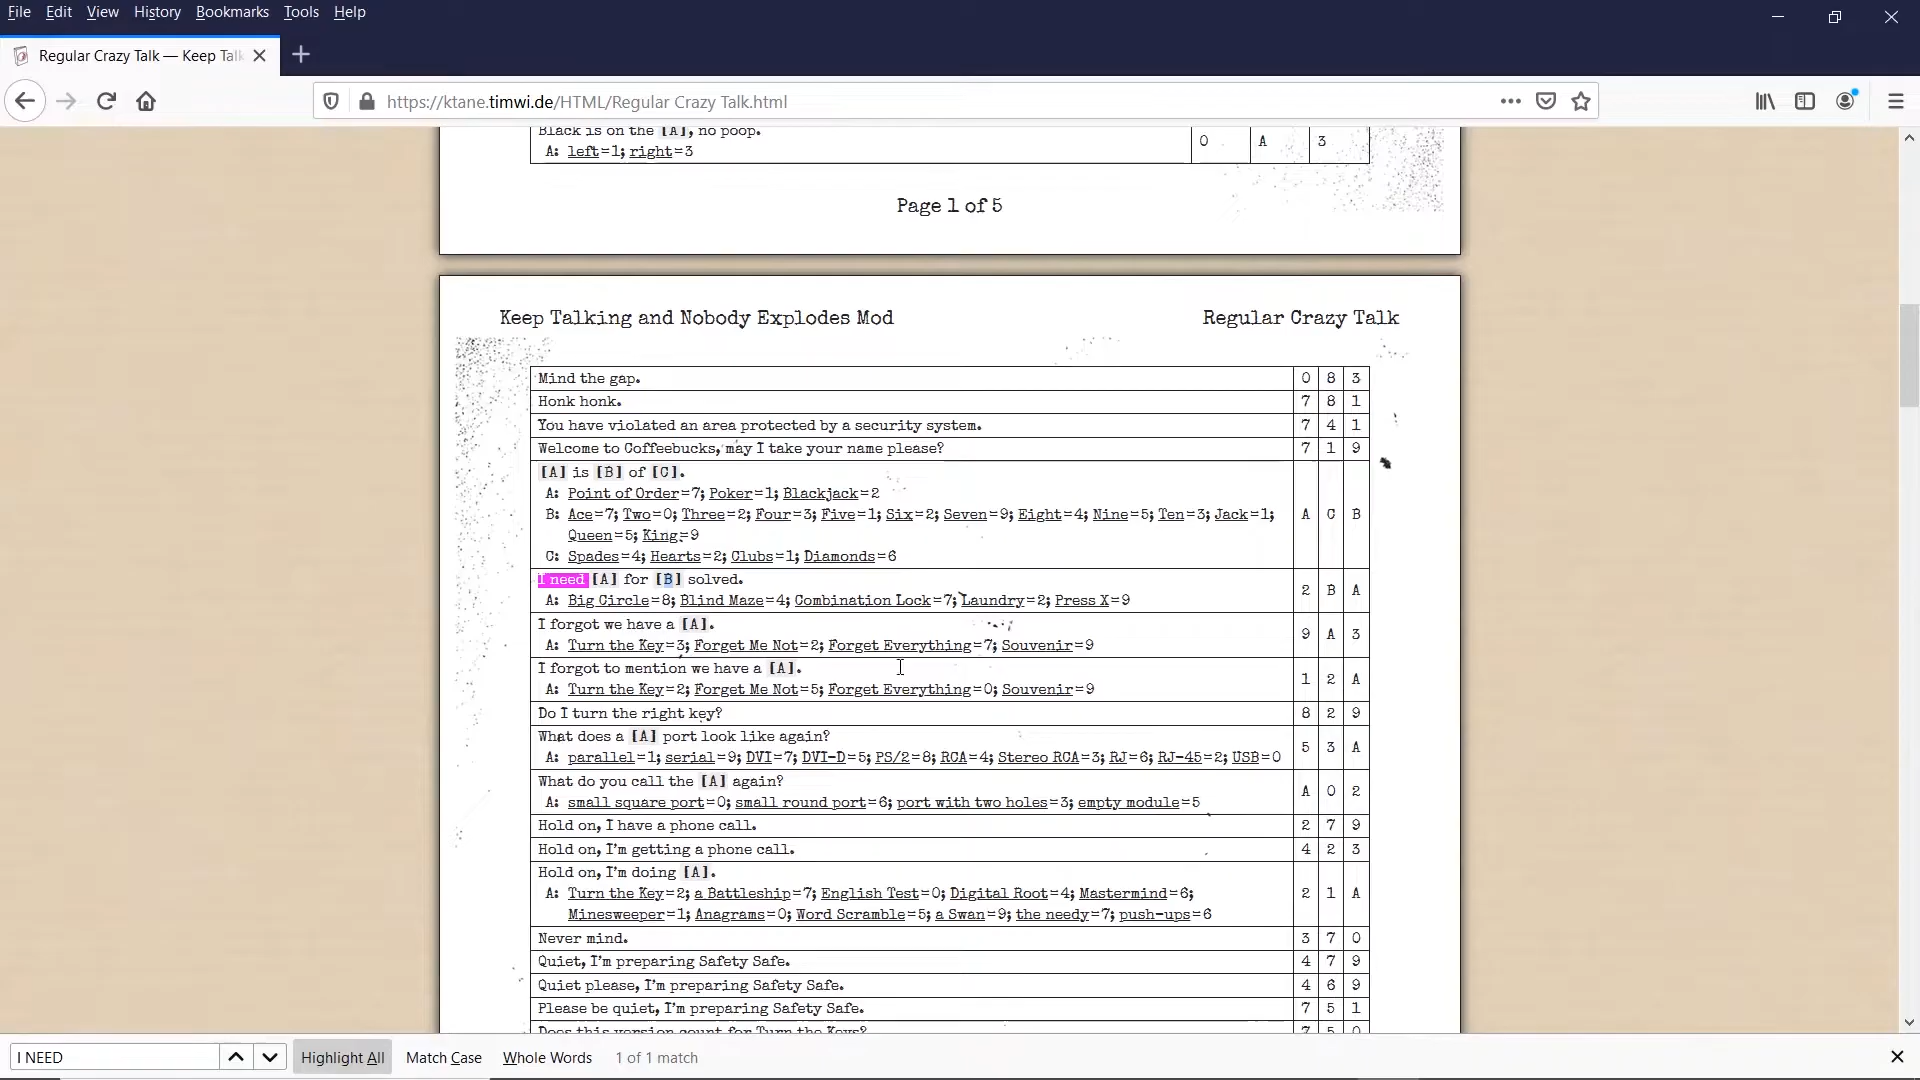 File Edit View History Bookmarks Tools Help
Regular Crazy Talk — Keep Talk
https://ktane.timwi.de/HTML/Regular Crazy Talk.html
Black is on the [A], no poop.
A: left=1; right=3
0 A 3
Page 1 of 5
Keep Talking and Nobody Explodes Mod
Regular Crazy Talk
Mind the gap. 0 8 3
Honk honk. 7 8 1
You have violated an area protected by a security system. 7 4 1
Welcome to Coffeebucks, may I take your name please? 7 1 9
[A] is [B] of [C].
A: Point of Order=7; Poker=1; Blackjack=2
B: Ace=7; Two=0; Three=2; Four=3; Five=1; Six=2; Seven=9; Eight=4; Nine=5; Ten=3; Jack=1; A C B
Queen=5; King=9
C: Spades=4; Hearts=2; Clubs=1; Diamonds=6
I need [A] for [B] solved.
2 B A
A: Big Circle=8; Blind Maze=4; Combination Lock=7; Laundry=2; Press X=9
I forgot we have a [A].
9 A 3
A: Turn the Key=3; Forget Me Not=2; Forget Everything=7; Souvenir=9
I forgot to mention we have a [A].
1 2 A
A: Turn the Key=2; Forget Me Not=5; Forget Everything=0; Souvenir=9
Do I turn the right key? 8 2 9
What does a [A] port look like again?
5 3 A
A: parallel=1; serial=9; DVI=7; DVI-D=5; PS/2=8; RCA=4; Stereo RCA=3; RJ=6; RJ-45=2; USB=0
What do you call the [A] again?
A 0 2
A: small square port=0; small round port=6; port with two holes=3; empty module=5
Hold on, I have a phone call. 2 7 9
Hold on, I'm getting a phone call. 4 2 3
Hold on, I'm doing [A].
A: Turn the Key=2; a Battleship=7; English Test=0; Digital Root=4; Mastermind=6; 2 1 A
Minesweeper=1; Anagrams=0; Word Scramble=5; a Swan=9; the needy=7; push-ups=6
Never mind. 3 7 0
Quiet, I'm preparing Safety Safe. 4 7 9
Quiet please, I'm preparing Safety Safe. 4 6 9
Please be quiet, I'm preparing Safety Safe. 7 5 1
Does this version count for Turn the Keys? 7 5 0
I NEED Highlight All Match Case Whole Words 1 of 1 match